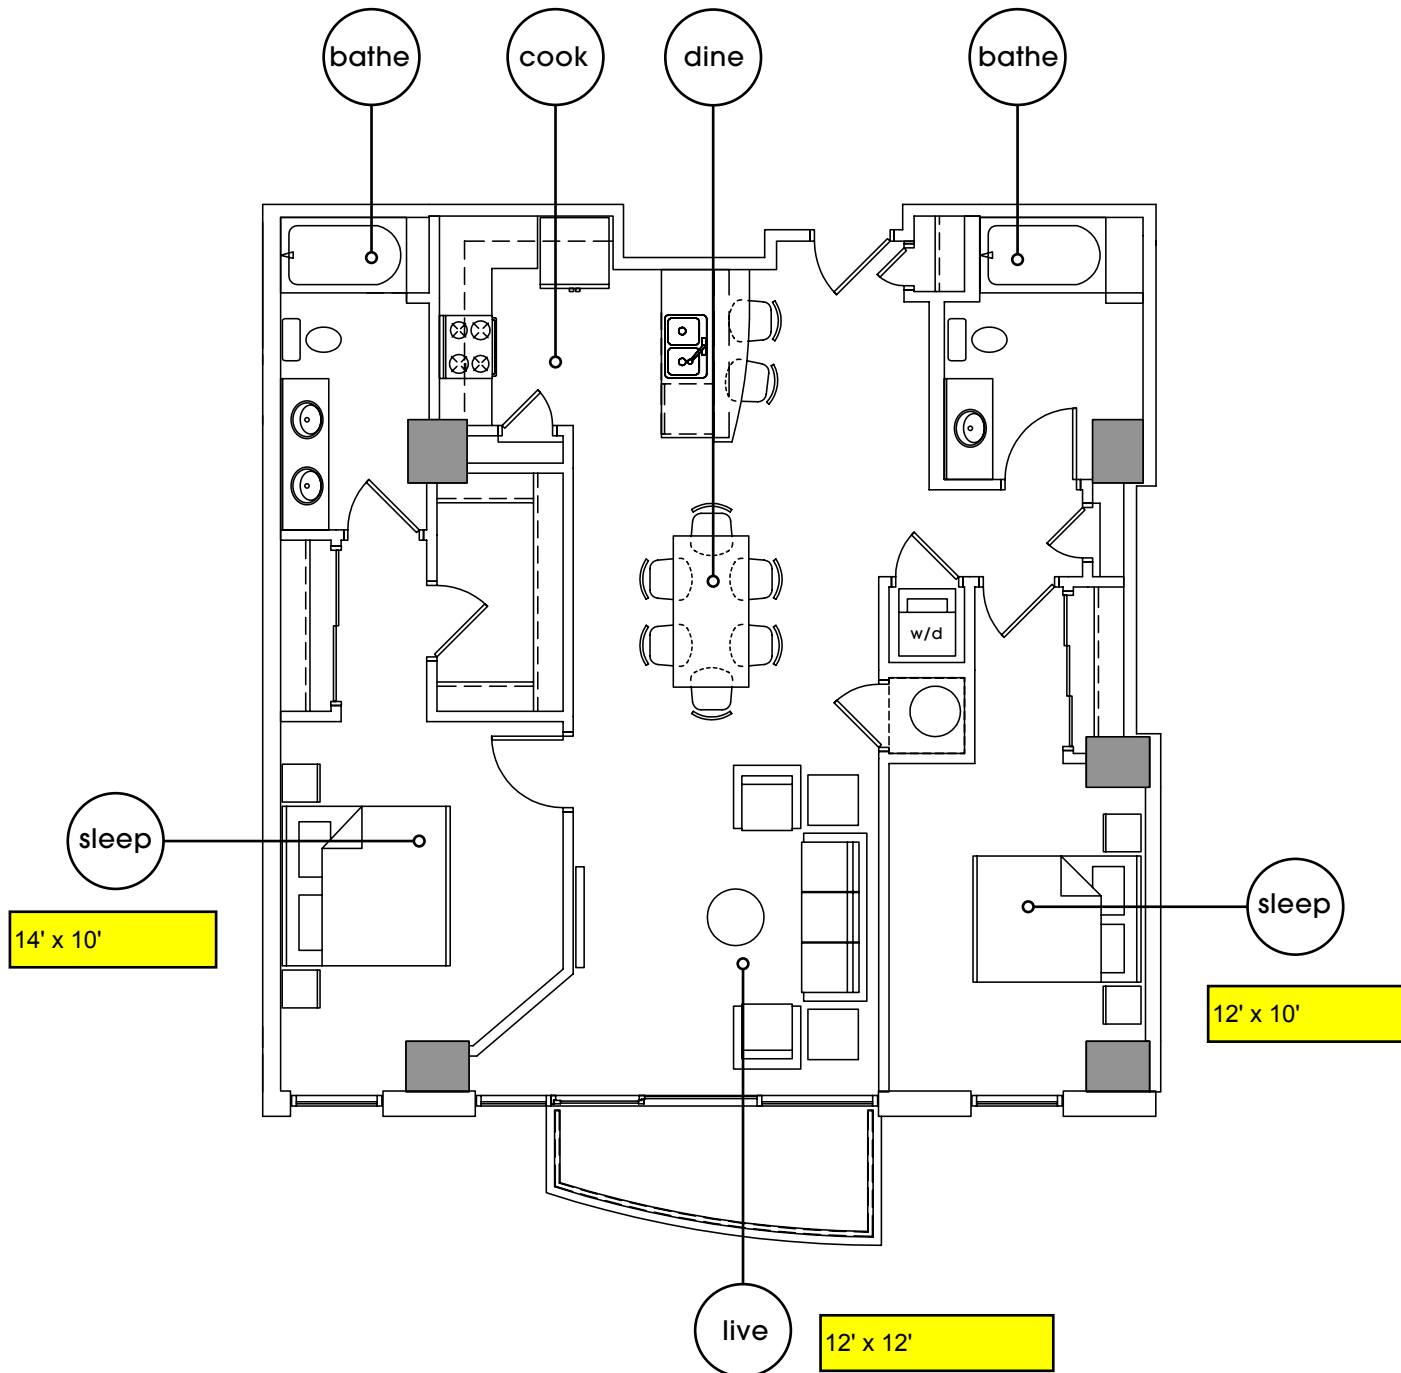 bathe
cook
dine
bathe
w/d
sleep
14' x 10'
sleep
12' x 10'
live
12' x 12'